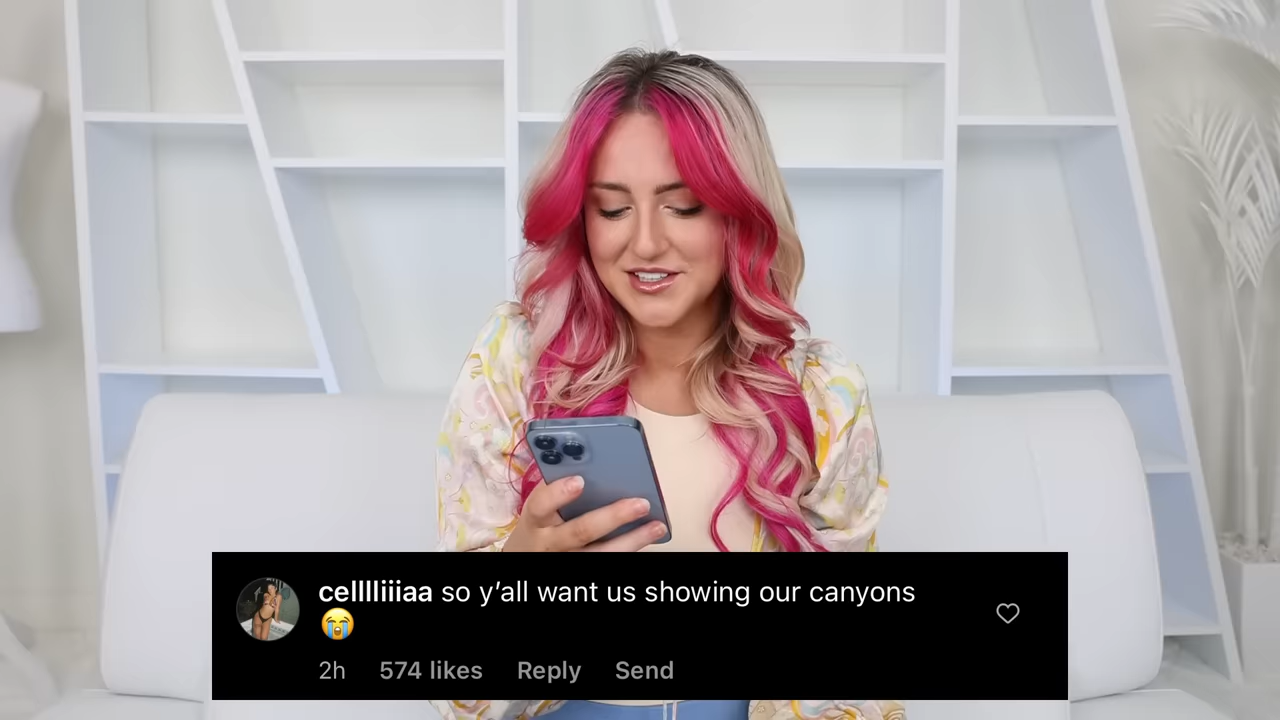 celllliiiaa so y’all want us showing our canyons
😭
2h 574 likes Reply Send